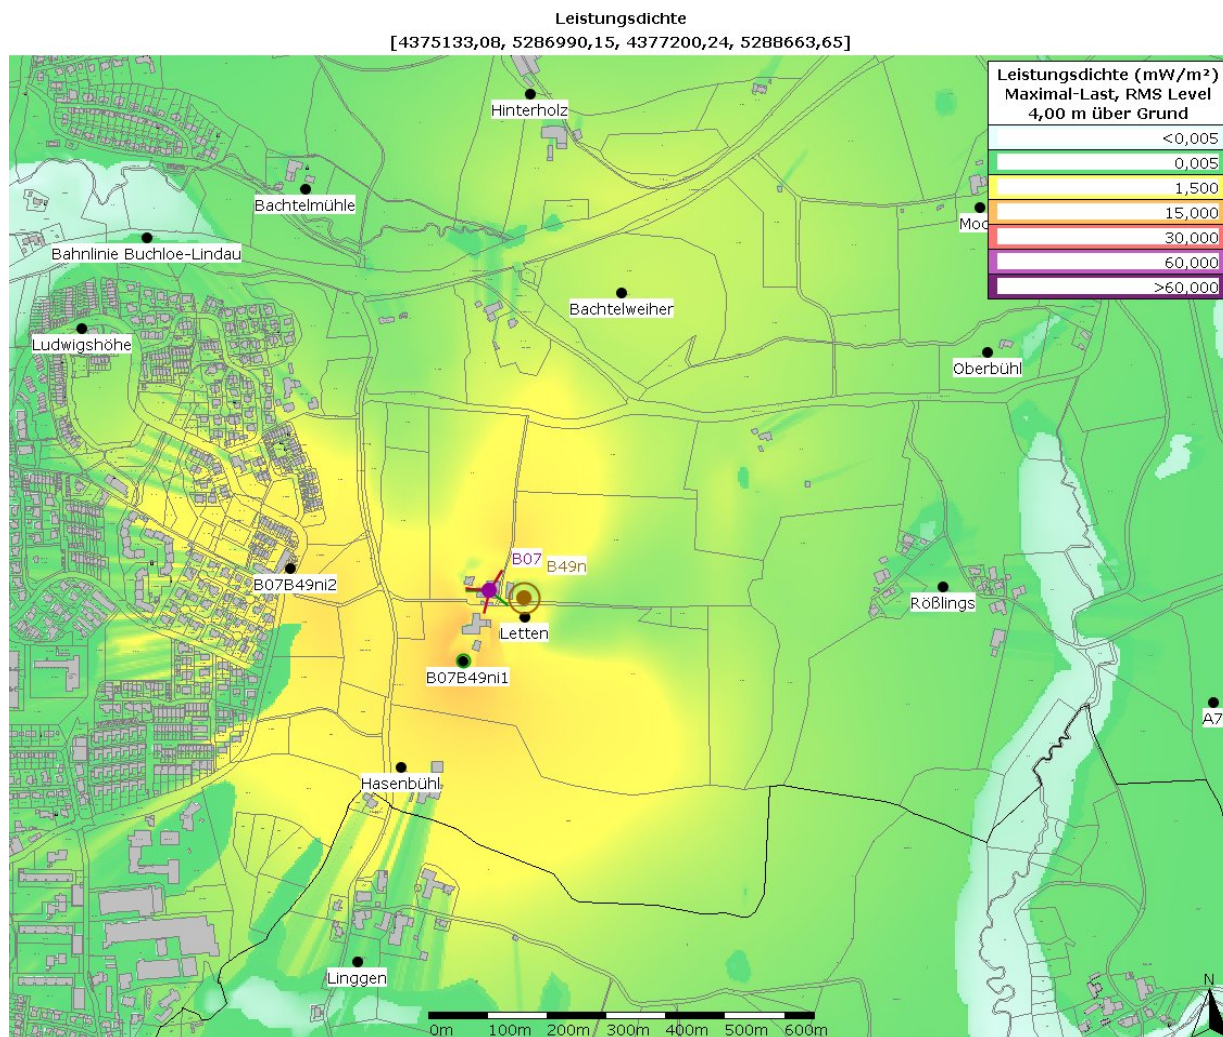 Leistungsdichte
[4375133,08, 5286990,15, 4377200,24, 5288663,65]
Leistungsdichte (mW/m²)
Maximal-Last, RMS Level
4,00 m über Grund
<0,005
0,005
1,500
15,000
30,000
60,000
>60,000
Hinterholz
Bachtelmühle
Moo
Bahnlinie Buchloe-Lindau
Bachtelweiher
Ludwigshöhe
Oberbühl
B07
B49n
B07B49ni2
Rößlings
Letten
B07B49ni1
A7
Hasenbühl
Linggen
N
0m 100m 200m 300m 400m 500m 600m